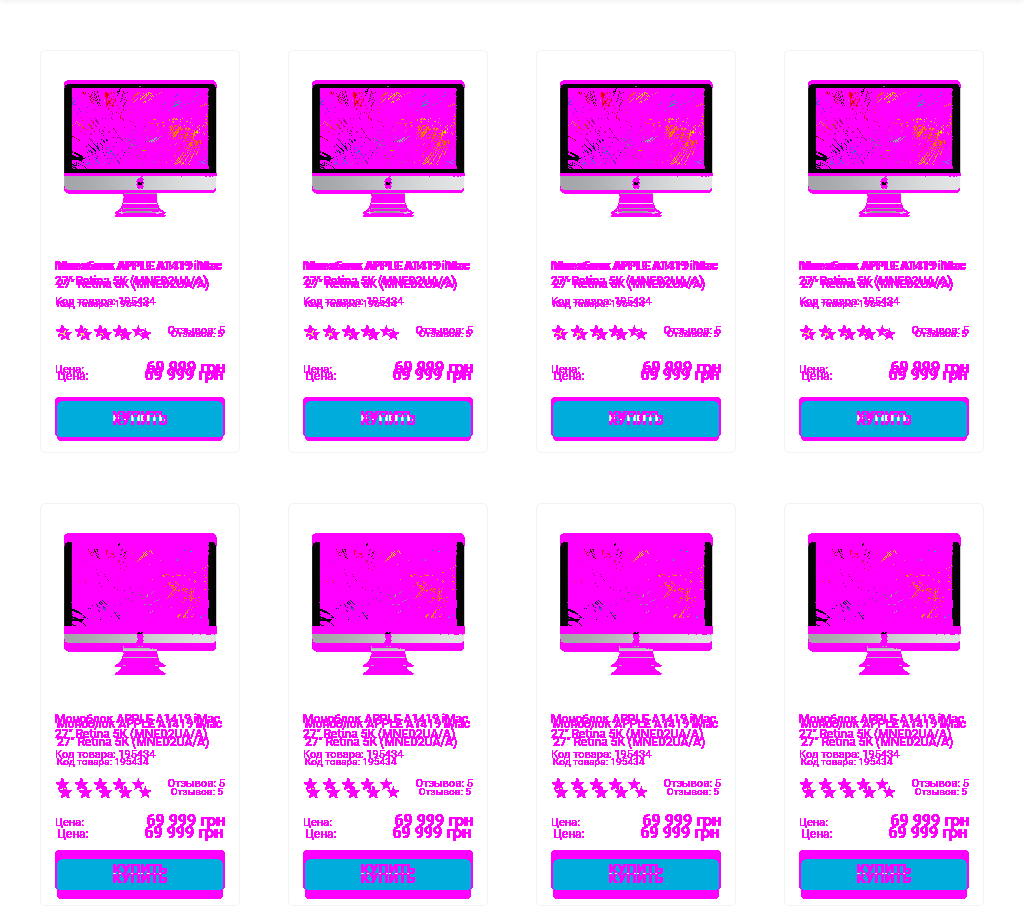 Моноблок APPLE A1419 iMac
27" Retina 5K (MNED2UA/A)
Код товара: 195434
Отзывов: 5
Цена: 69 999 грн
КУПИТЬ
Моноблок APPLE A1419 iMac
27" Retina 5K (MNED2UA/A)
Код товара: 195434
Отзывов: 5
Цена: 69 999 грн
КУПИТЬ
Моноблок APPLE A1419 iMac
27" Retina 5K (MNED2UA/A)
Код товара: 195434
Отзывов: 5
Цена: 69 999 грн
КУПИТЬ
Моноблок APPLE A1419 iMac
27" Retina 5K (MNED2UA/A)
Код товара: 195434
Отзывов: 5
Цена: 69 999 грн
КУПИТЬ
Моноблок APPLE A1419 iMac
27" Retina 5K (MNED2UA/A)
Код товара: 195434
Отзывов: 5
Цена: 69 999 грн
КУПИТЬ
Моноблок APPLE A1419 iMac
27" Retina 5K (MNED2UA/A)
Код товара: 195434
Отзывов: 5
Цена: 69 999 грн
КУПИТЬ
Моноблок APPLE A1419 iMac
27" Retina 5K (MNED2UA/A)
Код товара: 195434
Отзывов: 5
Цена: 69 999 грн
КУПИТЬ
Моноблок APPLE A1419 iMac
27" Retina 5K (MNED2UA/A)
Код товара: 195434
Отзывов: 5
Цена: 69 999 грн
КУПИТЬ